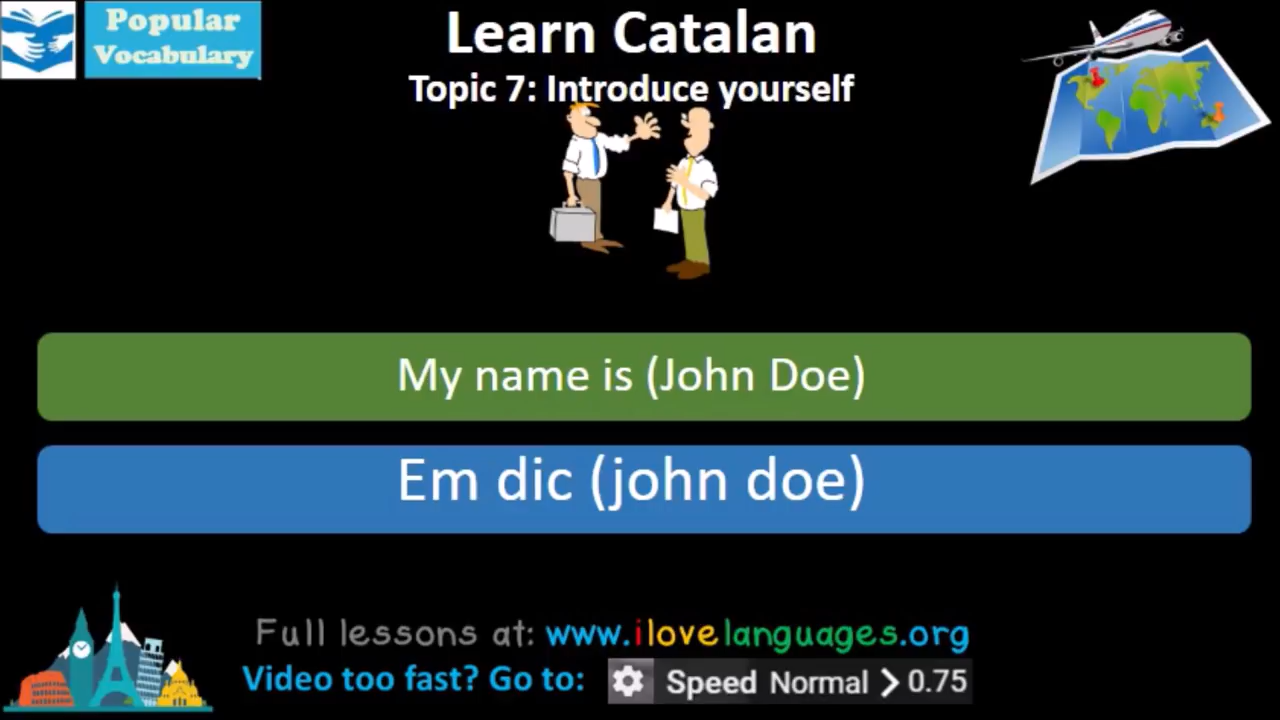 Popular
Vocabulary
Learn Catalan
Topic 7: Introduce yourself
My name is (John Doe)
Em dic (john doe)
Full lessons at: www.ilovelanguages.org
Video too fast? Go to: Speed Normal > 0.75